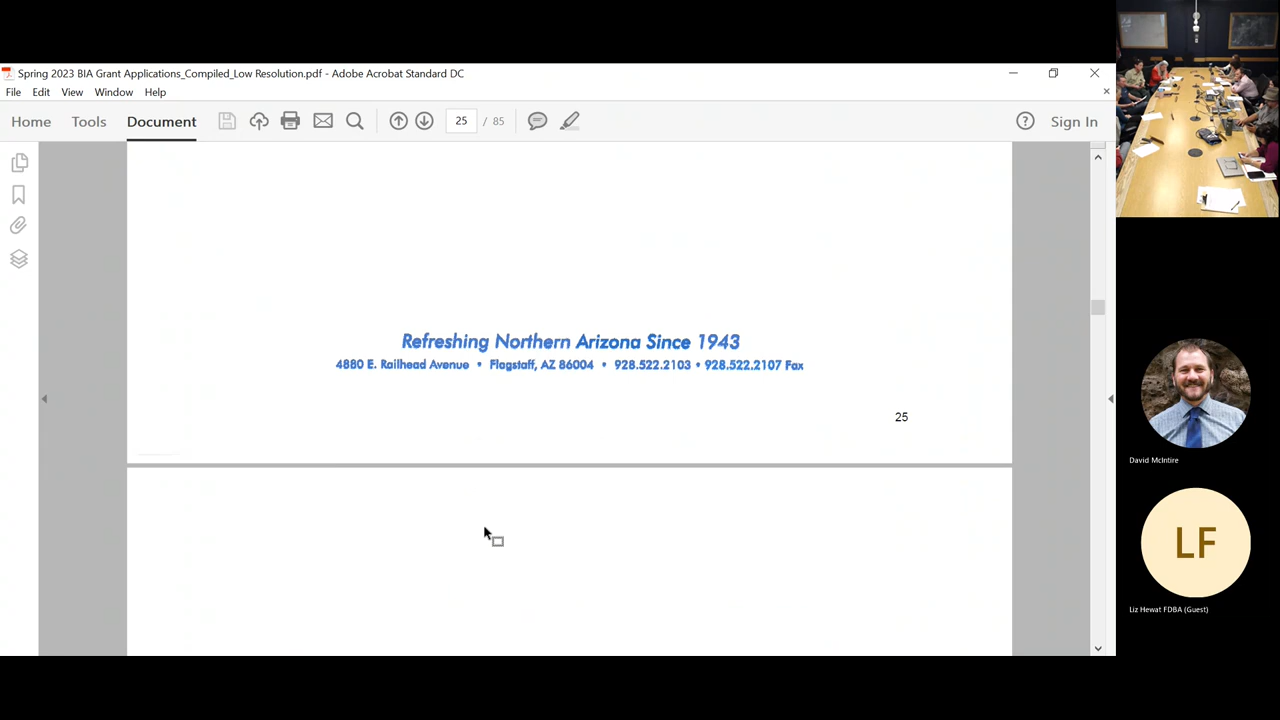 Spring 2023 BIA Grant Applications_Compiled_Low Resolution.pdf - Adobe Acrobat Standard DC
File Edit View Window Help
Home Tools Document 25 / 85 Sign In
Refreshing Northern Arizona Since 1943
4880 E. Railhead Avenue • Flagstaff, AZ 86004 • 928.522.2103 • 928.522.2107 Fax
25
David McIntire
LF
Liz Hewat FDBA (Guest)